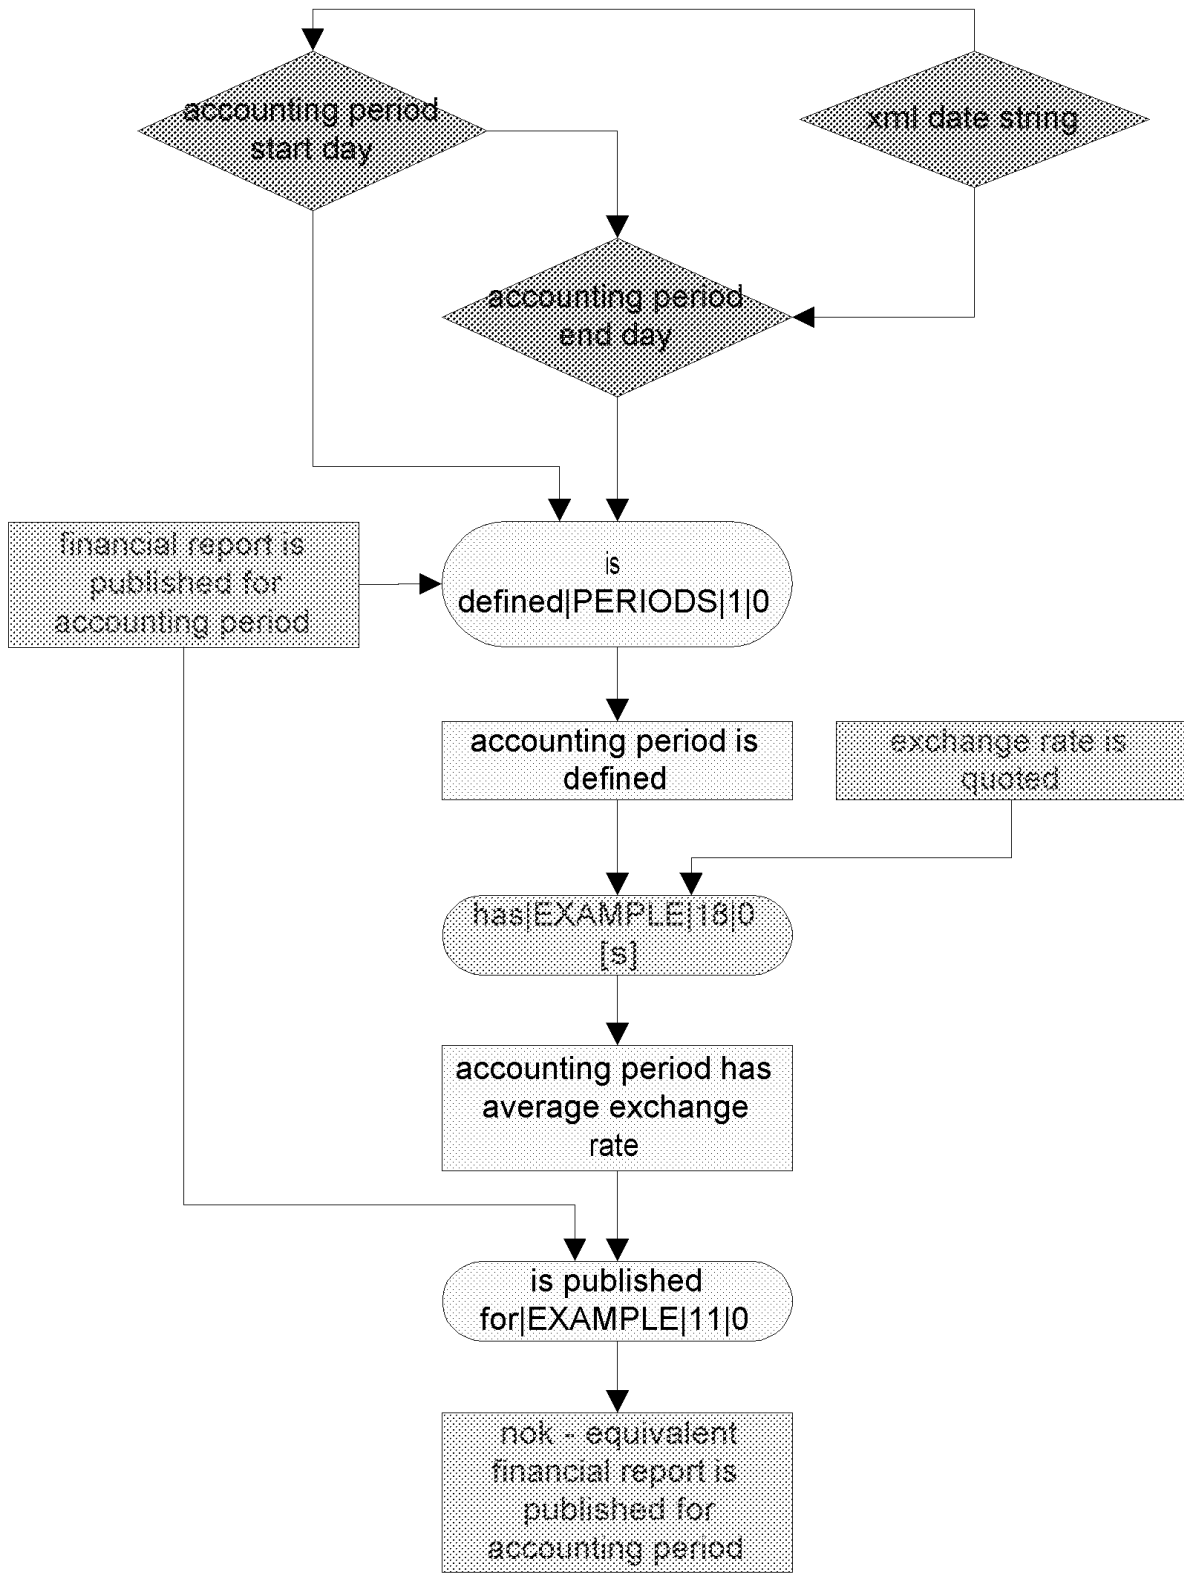 accounting period
start day
xml date string
accounting period
end day
financial report is
published for
accounting period
is
defined|PERIODS|1|0
accounting period is
defined
exchange rate is
quoted
has|EXAMPLE|18|0
[s]
accounting period has
average exchange
rate
is published
for|EXAMPLE|11|0
nok - equivalent
financial report is
published for
accounting period